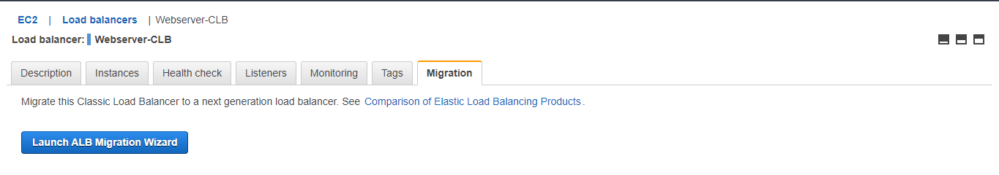 EC2 | Load balancers | Webserver-CLB
Load balancer: Webserver-CLB
Description Instances Health check Listeners Monitoring Tags Migration
Migrate this Classic Load Balancer to a next generation load balancer. See Comparison of Elastic Load Balancing Products.
Launch ALB Migration Wizard